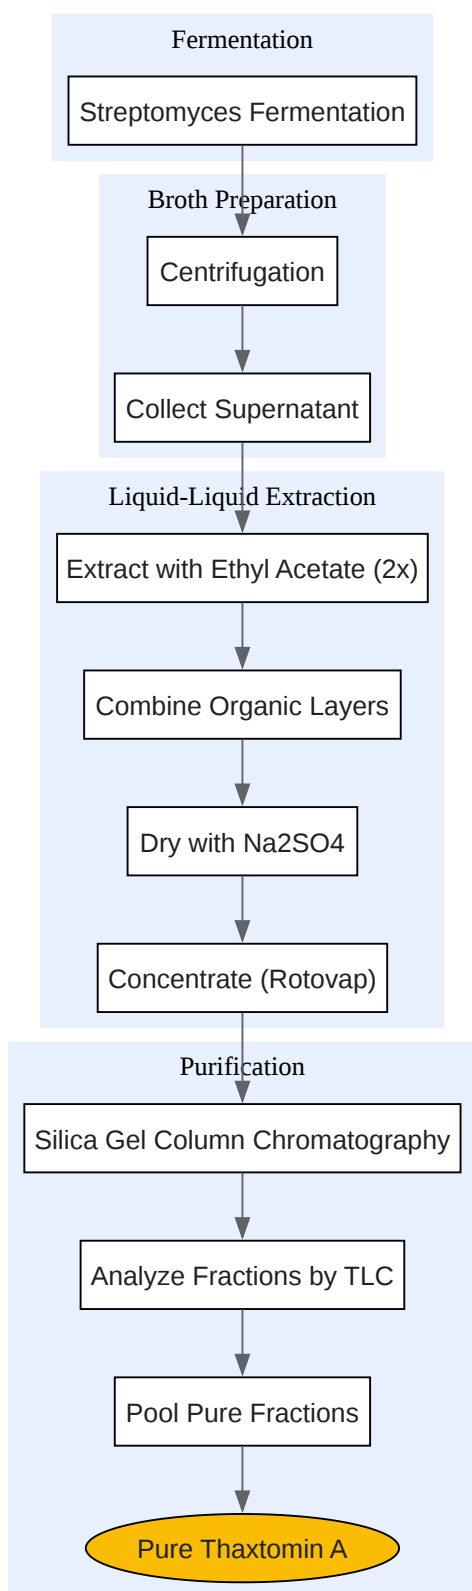 Fermentation
Streptomyces Fermentation
Broth Preparation
Centrifugation
Collect Supernatant
Liquid-Liquid Extraction
Extract with Ethyl Acetate (2x)
Combine Organic Layers
Dry with Na2SO4
Concentrate (Rotovap)
Purification
Silica Gel Column Chromatography
Analyze Fractions by TLC
Pool Pure Fractions
Pure Thaxtomin A